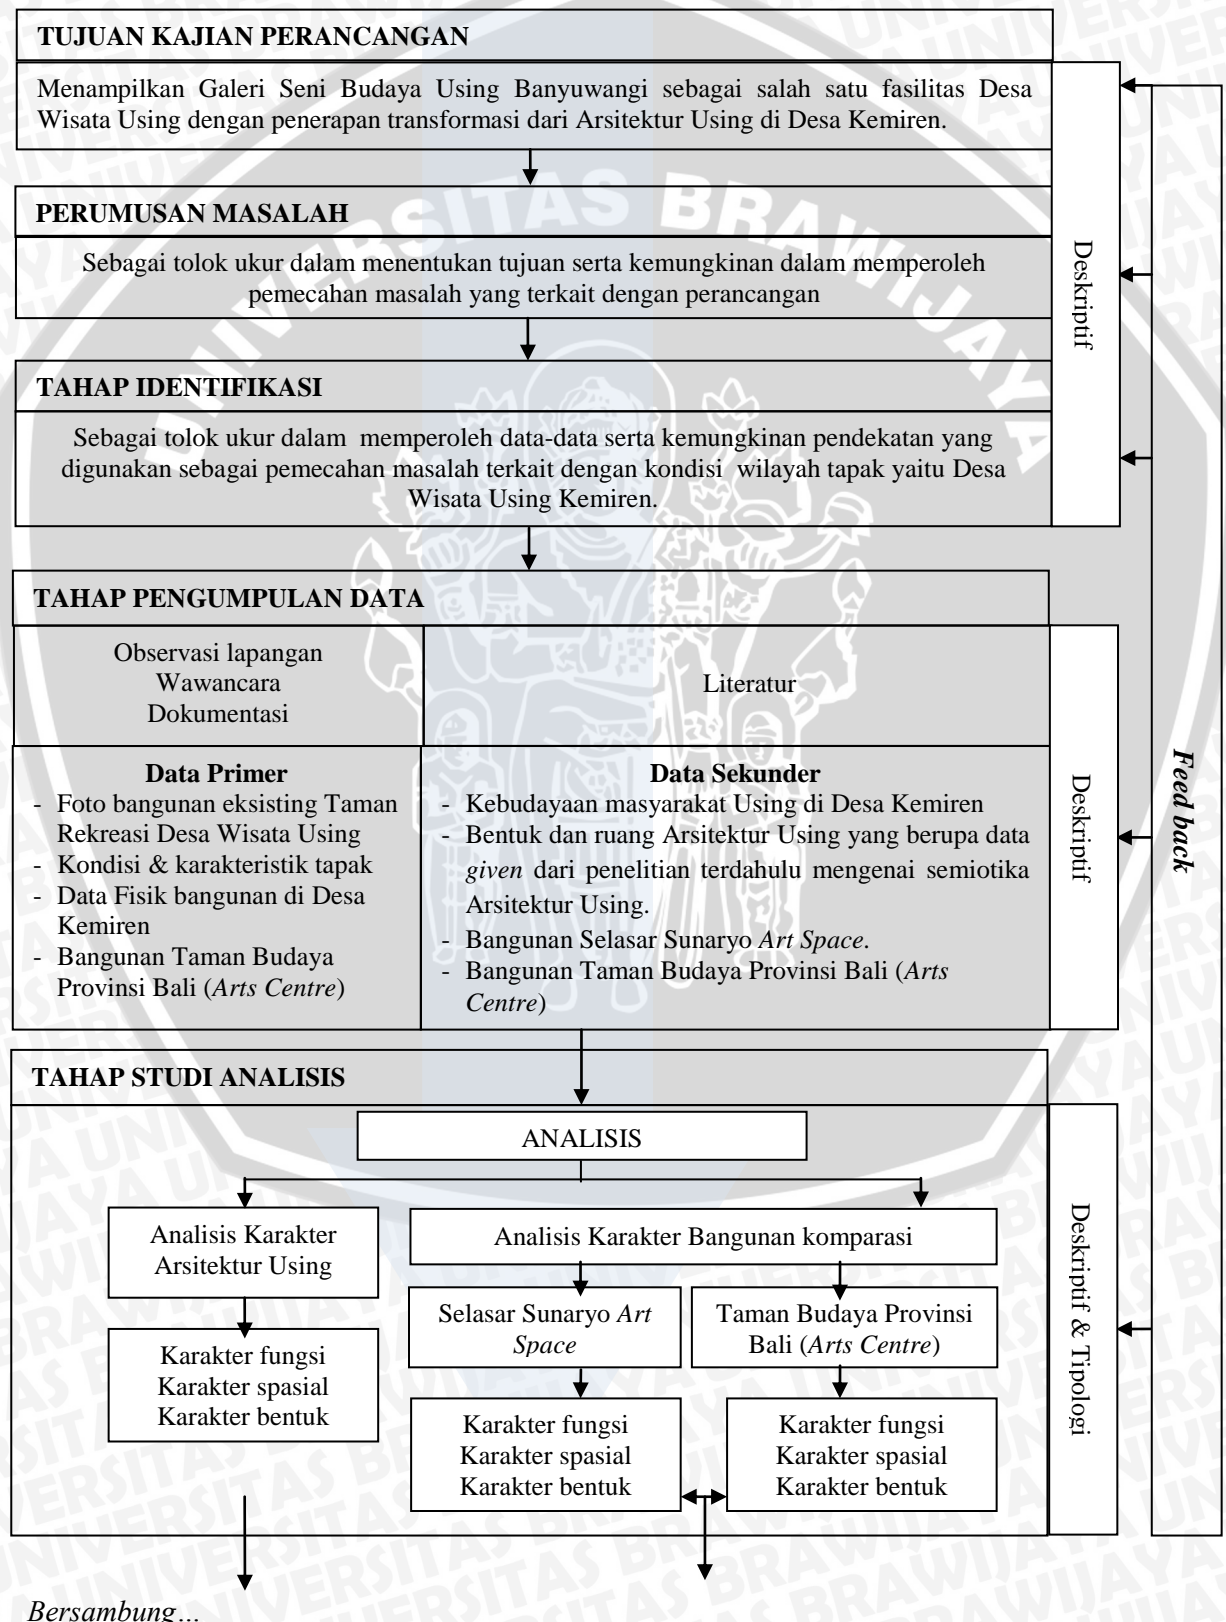 TUJUAN KAJIAN PERANCANGAN
Menampilkan Galeri Seni Budaya Using Banyuwangi sebagai salah satu fasilitas Desa
Wisata Using dengan penerapan transformasi dari Arsitektur Using di Desa Kemiren.
PERUMUSAN MASALAH
Sebagai tolok ukur dalam menentukan tujuan serta kemungkinan dalam memperoleh
pemecahan masalah yang terkait dengan perancangan
TAHAP IDENTIFIKASI
Sebagai tolok ukur dalam memperoleh data-data serta kemungkinan pendekatan yang
digunakan sebagai pemecahan masalah terkait dengan kondisi wilayah tapak yaitu Desa
Wisata Using Kemiren.
Deskriptif
TAHAP PENGUMPULAN DATA
Observasi lapangan
Wawancara
Dokumentasi
Literatur
Data Primer
- Foto bangunan eksisting Taman
Rekreasi Desa Wisata Using
- Kondisi & karakteristik tapak
- Data Fisik bangunan di Desa
Kemiren
- Bangunan Taman Budaya
Provinsi Bali (Arts Centre)
Data Sekunder
- Kebudayaan masyarakat Using di Desa Kemiren
- Bentuk dan ruang Arsitektur Using yang berupa data
given dari penelitian terdahulu mengenai semiotika
Arsitektur Using.
- Bangunan Selasar Sunaryo Art Space.
- Bangunan Taman Budaya Provinsi Bali (Arts
Centre)
Deskriptif
Feed back
TAHAP STUDI ANALISIS
ANALISIS
Analisis Karakter
Arsitektur Using
Karakter fungsi
Karakter spasial
Karakter bentuk
Analisis Karakter Bangunan komparasi
Selasar Sunaryo Art
Space
Karakter fungsi
Karakter spasial
Karakter bentuk
Taman Budaya Provinsi
Bali (Arts Centre)
Karakter fungsi
Karakter spasial
Karakter bentuk
Deskriptif & Tipologi
Bersambung...
UNIVERSITAS BRAWIJAYA